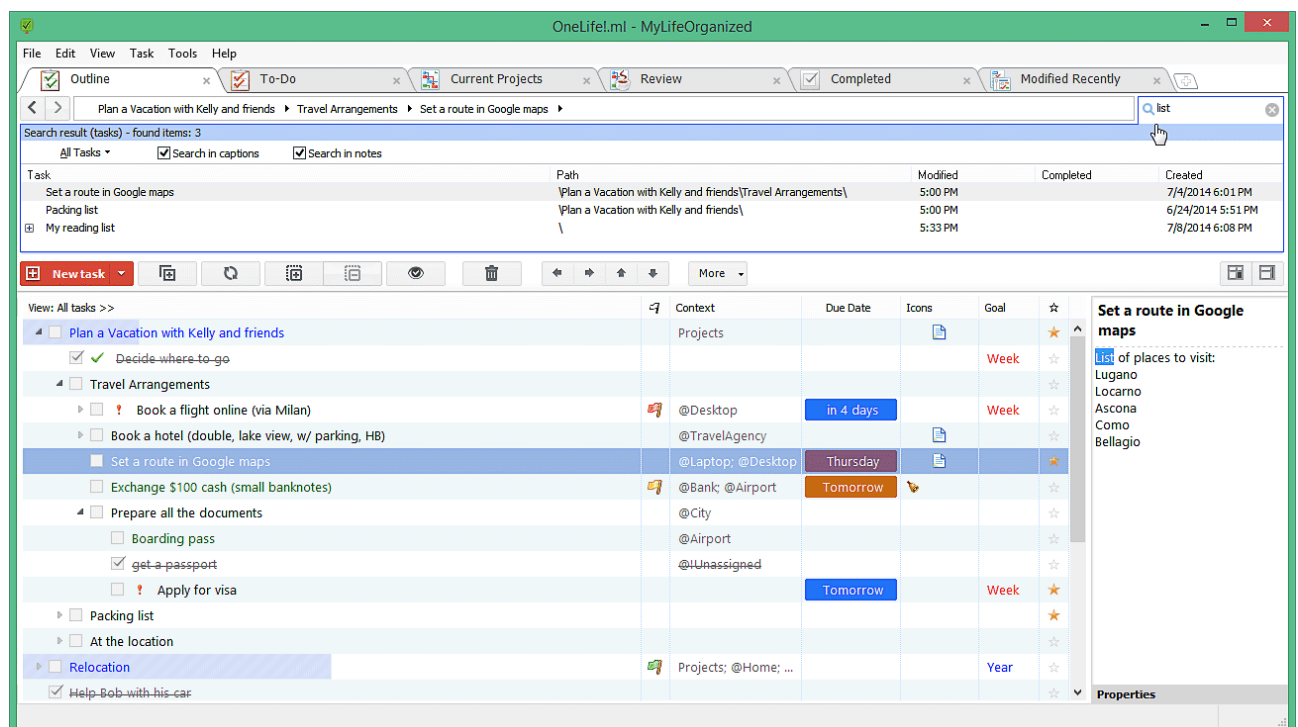 OneLife!.ml - MyLifeOrganized
File Edit View Task Tools Help
Outline To-Do Current Projects Review Completed Modified Recently
Plan a Vacation with Kelly and friends Travel Arrangements Set a route in Google maps list
Search result (tasks) - found items: 3
All Tasks Search in captions Search in notes
Task Path Modified Completed Created
Set a route in Google maps \Plan a Vacation with Kelly and friends\Travel Arrangements\ 5:00 PM 7/4/2014 6:01 PM
Packing list \Plan a Vacation with Kelly and friends\ 5:00 PM 6/24/2014 5:51 PM
My reading list \ 5:33 PM 7/8/2014 6:08 PM
New task More
View: All tasks >> Context Due Date Icons Goal
Plan a Vacation with Kelly and friends Projects
Decide where to go Week
Travel Arrangements
Book a flight online (via Milan) @Desktop in 4 days Week
Book a hotel (double, lake view, w/ parking, HB) @TravelAgency
Set a route in Google maps @Laptop; @Desktop Thursday
Exchange $100 cash (small banknotes) @Bank; @Airport Tomorrow
Prepare all the documents @City
Boarding pass @Airport
get a passport @!Unassigned
Apply for visa Tomorrow Week
Packing list
At the location
Relocation Projects; @Home; ... Year
Help Bob with his car
Set a route in Google
maps
List of places to visit:
Lugano
Locarno
Ascona
Como
Bellagio
Properties